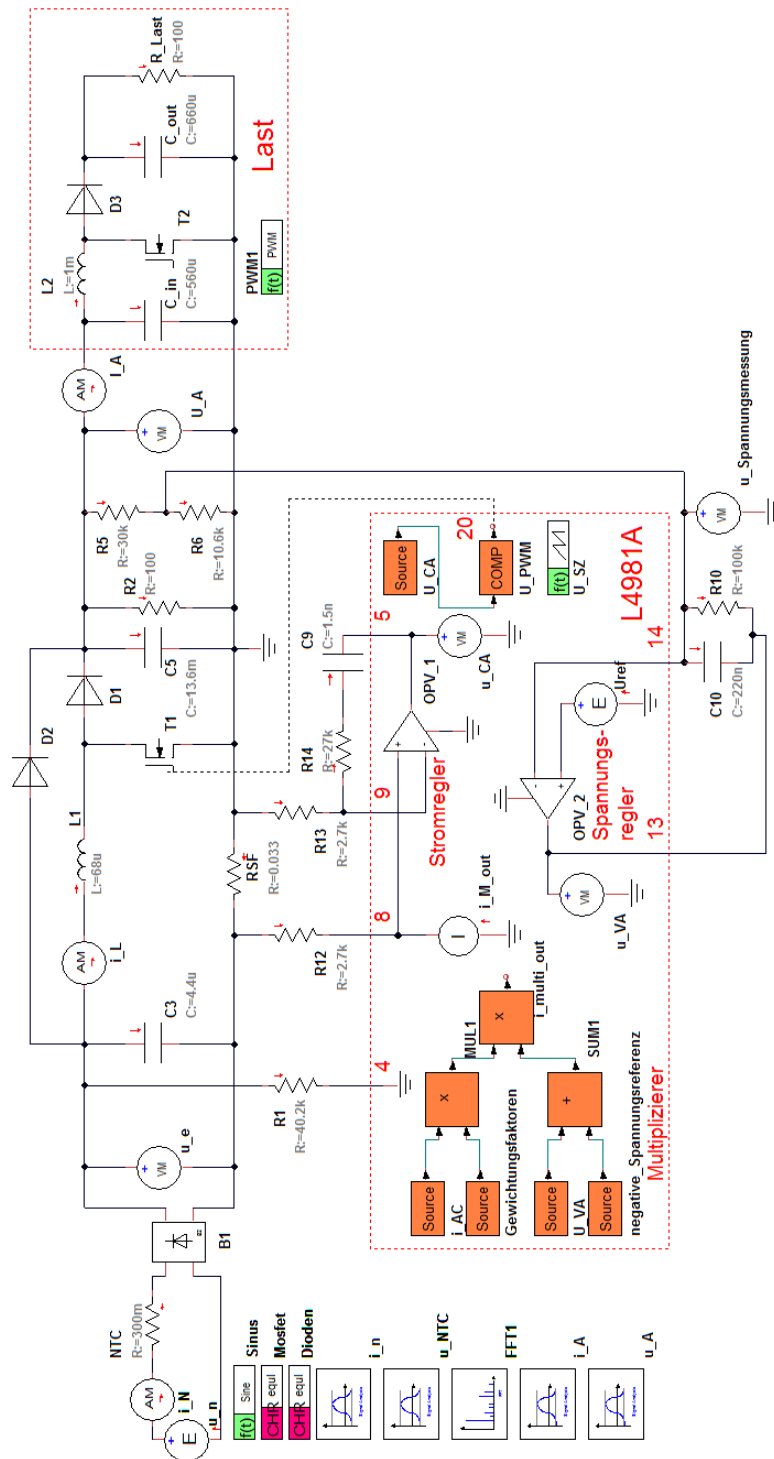 NTC
R:=300m
AM
i_N
E
u_n
B1
VM
u_e
R1
R:=40.2k
C3
C:=4.4u
AM
i_L
L1
L:=68u
D2
T1
D1
C5
C:=13.6m
R2
R:=100
R5
R:=30k
R6
R:=10.6k
VM
U_A
AM
i_A
L2
L:=1m
C_in
C:=560u
T2
D3
C_out
C:=660u
R_Last
R:=100
Last
PWM1
f(t)
PWM
RSF
R:=0.033
R12
R:=2.7k
R13
R:=2.7k
R14
R:=27k
C9
C:=1.5n
4
8
9
5
20
Stromregler
OPV_1
VM
u_CA
Source
U_CA
COMP
U_PWM
f(t)
U_SZ
L4981A
I
i_M_out
Source
i_AC
Source
Gewichtungsfaktoren
x
MUL1
x
i_multi_out
Source
U_VA
Source
negative_Spannungsreferenz
+
SUM1
Multiplizierer
VM
u_VA
OPV_2
Spannungs-
regler
E
Uref
13
14
C10
C:=220n
R10
R:=100k
VM
u_Spannungsmessung
f(t)
Sine
Sinus
CHR
equl
Mosfet
CHR
equl
Dioden
i_n
u_NTC
FFT1
i_A
u_A